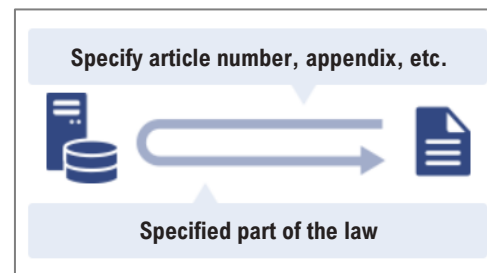 Specify article number, appendix, etc.
Specified part of the law